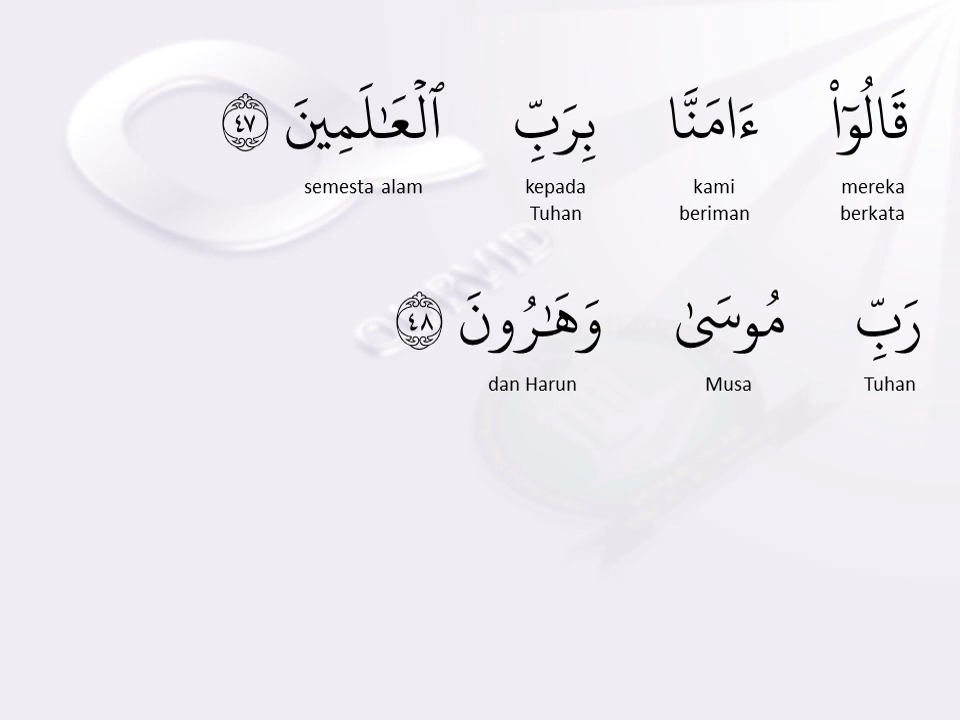 قَالُوٓا۟ ءَامَنَّا بِرَبِّ ٱلْعَـٰلَمِينَ ٤٧
mereka berkata kami beriman kepada Tuhan semesta alam
رَبِّ مُوسَىٰ وَهَـٰرُونَ ٤٨
Tuhan Musa dan Harun